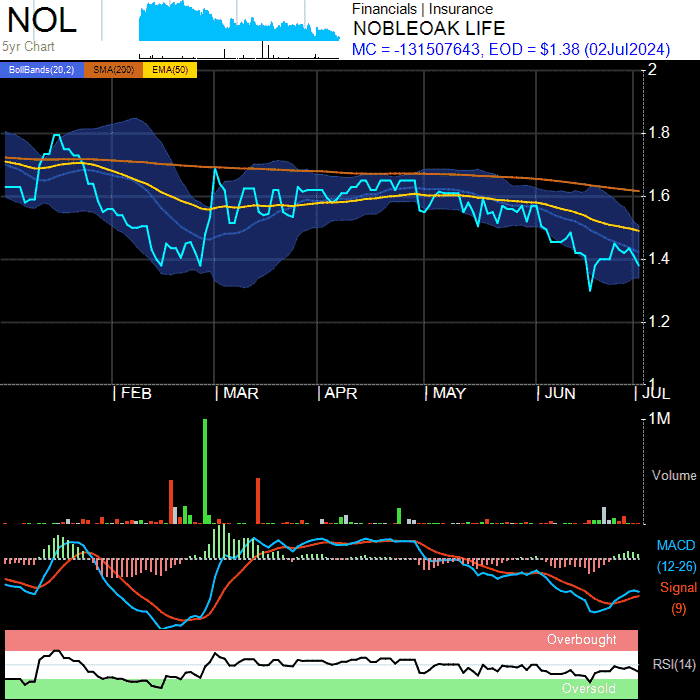 NOL
5yr Chart
Financials | Insurance
NOBLEOAK LIFE
MC = -131507643, EOD = $1.38 (02Jul2024)
BollBands(20,2) SMA(200) EMA(50)
2
1.8
1.6
1.4
1.2
1
FEB MAR APR MAY JUN JUL
1M
Volume
MACD
(12-26)
Signal
(9)
Overbought
RSI(14)
Oversold